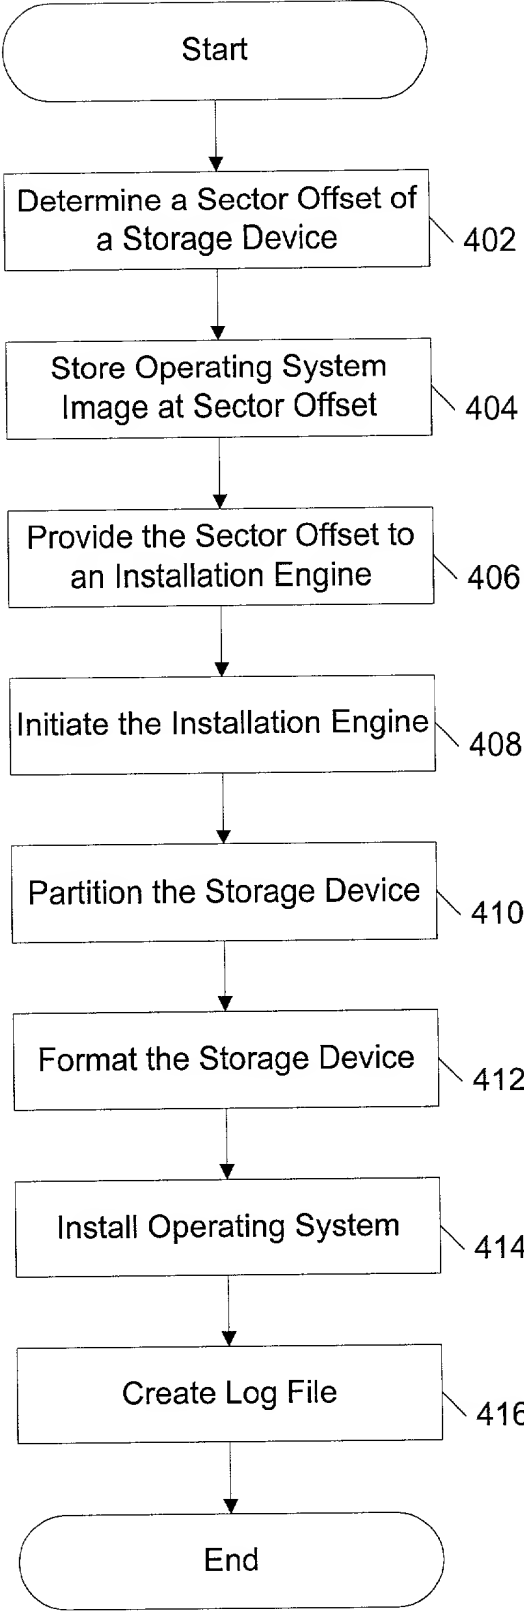 Start
Determine a Sector Offset of
a Storage Device
402
Store Operating System
Image at Sector Offset
404
Provide the Sector Offset to
an Installation Engine
406
Initiate the Installation Engine
408
Partition the Storage Device
410
Format the Storage Device
412
Install Operating System
414
Create Log File
416
End